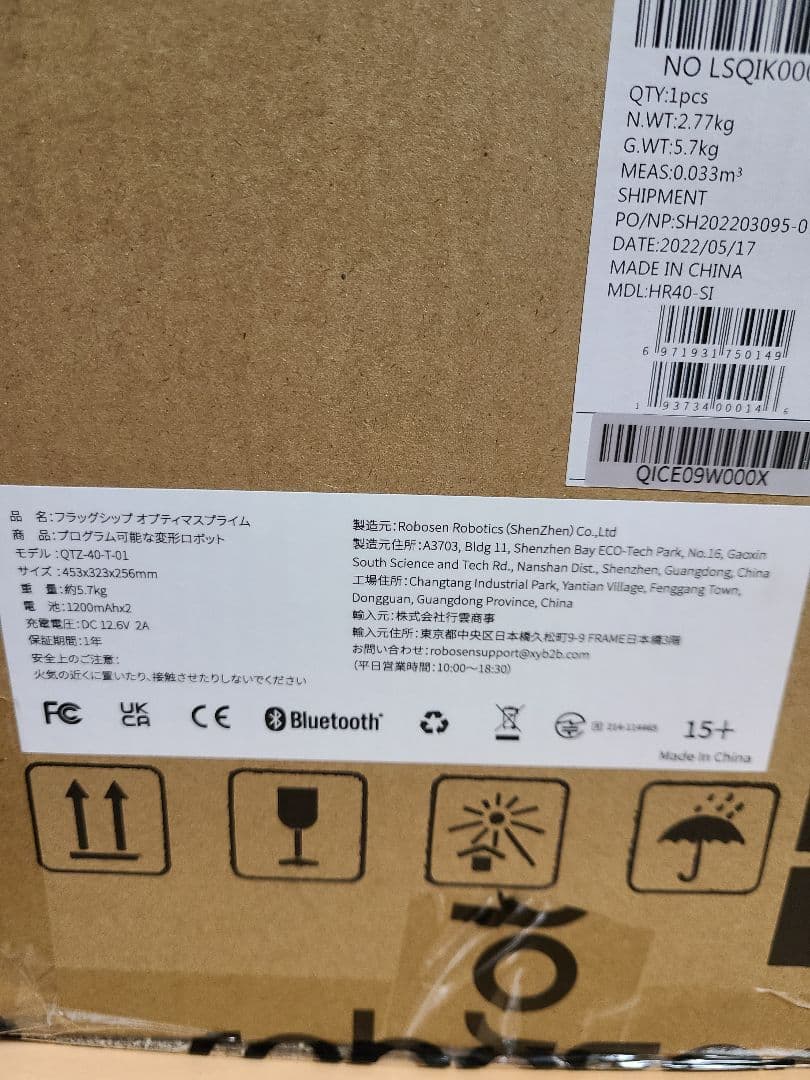 NO LSQIK00
QTY:1pcs
N.WT:2.77kg
G.WT:5.7kg
MEAS:0.033m³
SHIPMENT
PO/NP:SH202203095-0
DATE:2022/05/17
MADE IN CHINA
MDL:HR40-SI
6 971931 750149
1 93734 00014 6
QICE09W000X
品 名:フラッグシップ オプティマスプライム
商 品:プログラム可能な変形ロボット
モデル:QTZ-40-T-01
サイズ:453x323x256mm
重 量:約5.7kg
電 池:1200mAhx2
充電電圧:DC 12.6V 2A
保証期間:1年
安全上のご注意:
火気の近くに置いたり、接触させたりしないでください
製造元:Robosen Robotics (ShenZhen) Co.,Ltd
製造元住所:A3703, Bldg 11, Shenzhen Bay ECO-Tech Park, No.16, Gaoxin
South Science and Tech Rd., Nanshan Dist., Shenzhen, Guangdong, China
工場住所:Changtang Industrial Park, Yantian Village, Fenggang Town,
Dongguan, Guangdong Province, China
輸入元:株式会社行雲商事
輸入元住所:東京都中央区日本橋久松町9-9 FRAME日本橋3階
お問い合わせ:robosensupport@xyb2b.com
(平日営業時間:10:00〜18:30)
FC UK CA CE Bluetooth 15+
Made in China